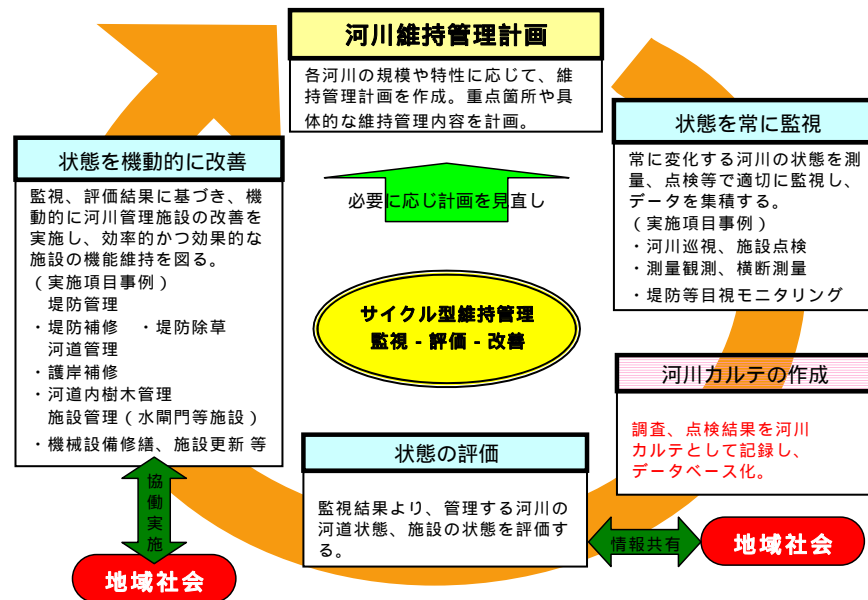 河川維持管理計画
各河川の規模や特性に応じて、維
持管理計画を作成。重点箇所や具
体的な維持管理内容を計画。
状態を常に監視
常に変化する河川の状態を測
量、点検等で適切に監視し、
データを集積する。
(実施項目事例)
・河川巡視、施設点検
・測量観測、横断測量
・堤防等目視モニタリング
河川カルテの作成
調査、点検結果を河川
カルテとして記録し、
データベース化。
状態の評価
監視結果より、管理する河川の
河道状態、施設の状態を評価す
る。
情報共有
地域社会
状態を機動的に改善
監視、評価結果に基づき、機
動的に河川管理施設の改善を
実施し、効率的かつ効果的な
施設の機能維持を図る。
(実施項目事例)
堤防管理
・堤防補修 ・堤防除草
河道管理
・護岸補修
・河道内樹木管理
施設管理(水閘門等施設)
・機械設備修繕、施設更新 等
協働実施
地域社会
必要に応じ計画を見直し
サイクル型維持管理
監視 - 評価 - 改善